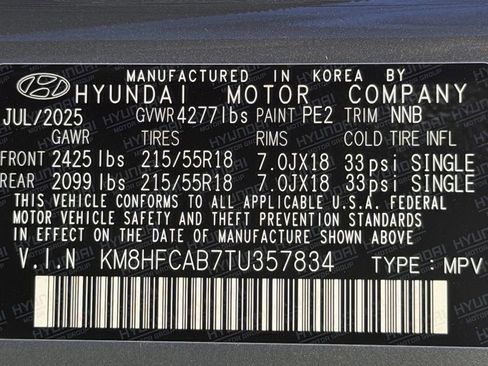 MANUFACTURED IN KOREA BY
HYUNDAI MOTOR COMPANY
JUL/2025 GVWR 4277lbs PAINT PE2 TRIM NNB
GAWR TIRES RIMS COLD TIRE INFL
FRONT 2425 lbs 215/55R18 7.0JX18 33psi SINGLE
REAR 2099 lbs 215/55R18 7.0JX18 33psi SINGLE
THIS VEHICLE CONFORMS TO ALL APPLICABLE U.S.A. FEDERAL
MOTOR VEHICLE SAFETY AND THEFT PREVENTION STANDARDS
IN EFFECT ON THE DATE OF MANUFACTURE SHOWN ABOVE.
V.I.N KM8HFCAB7TU357834 TYPE : MPV